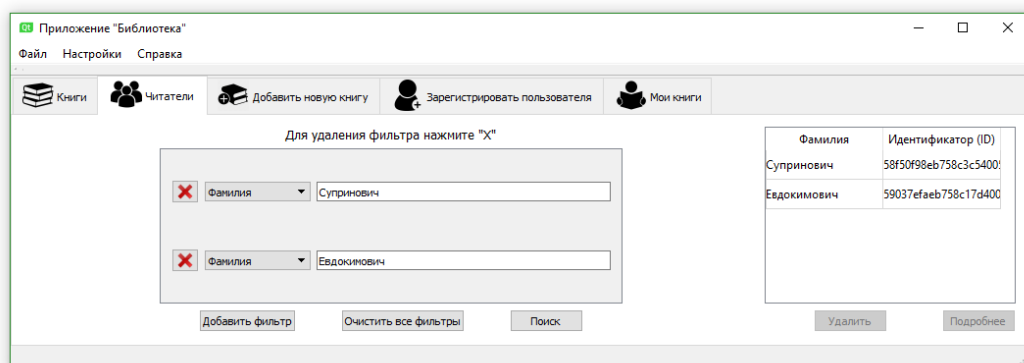 Приложение "Библиотека"
Файл Настройки Справка
Книги Читатели Добавить новую книгу Зарегистрировать пользователя Мои книги
Для удаления фильтра нажмите "X"
Фамилия Супринович
Фамилия Евдокимович
Добавить фильтр Очистить все фильтры Поиск
Фамилия Идентификатор (ID)
Супринович 58f50f98eb758c3c5400
Евдокимович 59037efaeb758c17d400
Удалить Подробнее